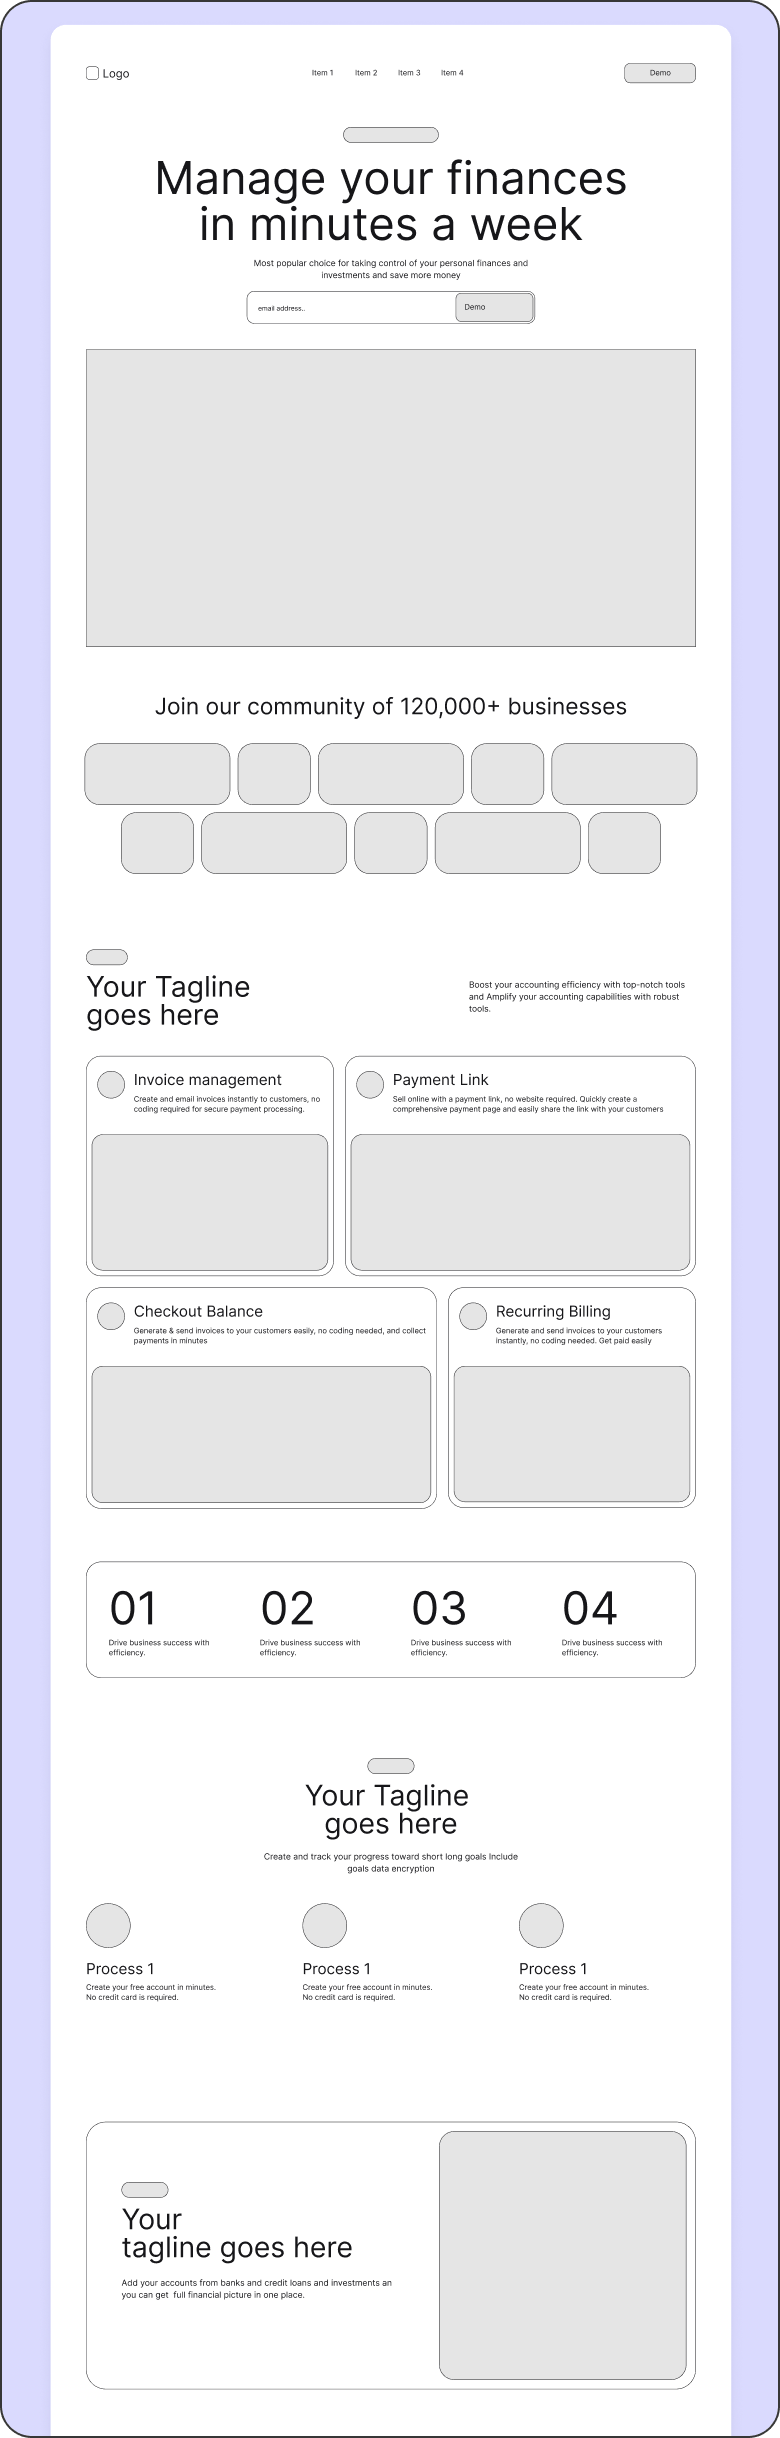 Logo
Item 1
Item 2
Item 3
Item 4
Demo
Manage your finances
in minutes a week
Most popular choice for taking control of your personal finances and
investments and save more money
email address..
Demo
Join our community of 120,000+ businesses
Your Tagline
goes here
Boost your accounting efficiency with top-notch tools
and Amplify your accounting capabilities with robust
tools.
Invoice management
Create and email invoices instantly to customers, no
coding required for secure payment processing.
Payment Link
Sell online with a payment link, no website required. Quickly create a
comprehensive payment page and easily share the link with your customers
Checkout Balance
Generate & send invoices to your customers easily, no coding needed, and collect
payments in minutes
Recurring Billing
Generate and send invoices to your customers
instantly, no coding needed. Get paid easily
01
Drive business success with
efficiency.
02
Drive business success with
efficiency.
03
Drive business success with
efficiency.
04
Drive business success with
efficiency.
Your Tagline
goes here
Create and track your progress toward short long goals Include
goals data encryption
Process 1
Create your free account in minutes.
No credit card is required.
Process 1
Create your free account in minutes.
No credit card is required.
Process 1
Create your free account in minutes.
No credit card is required.
Your
tagline goes here
Add your accounts from banks and credit loans and investments an
you can get  full financial picture in one place.